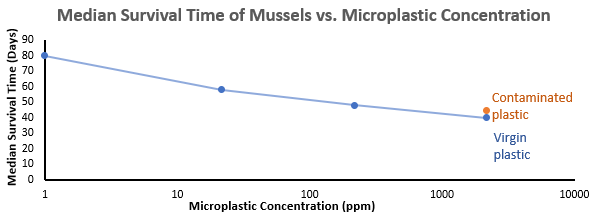 Median Survival Time of Mussels vs. Microplastic Concentration
Median Survival Time (Days)
90
80
70
60
50
40
30
20
10
0
Contaminated
plastic
Virgin
plastic
1
10
100
1000
10000
Microplastic Concentration (ppm)